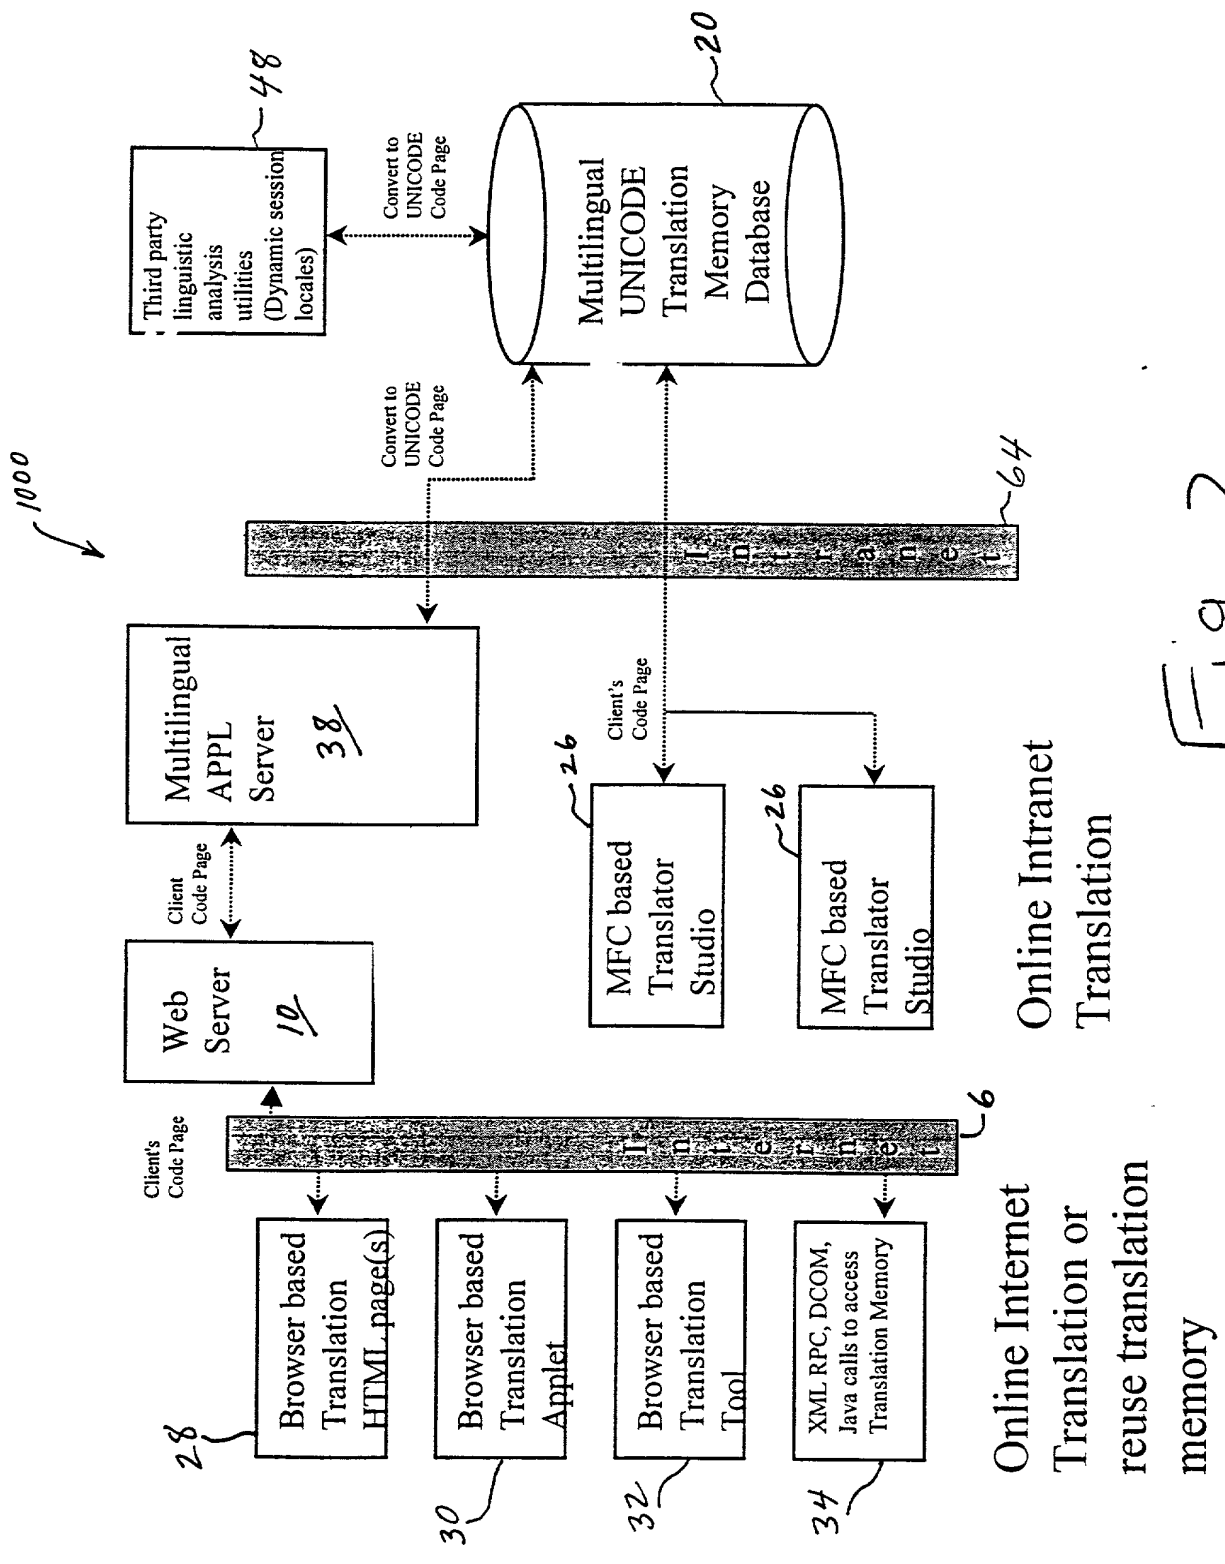 1000
Third party
linguistic
analysis
utilities
(Dynamic session
locales)
48
Convert to
UNICODE
Code Page
Multilingual
UNICODE
Translation
Memory
Database
20
Convert to
UNICODE
Code Page
Intranet
64
Multilingual
APPL
Server
38
Client
Code Page
Web
Server
10
Client's
Code Page
Client's
Code Page
MFC based
Translator
Studio
26
MFC based
Translator
Studio
26
Internet
6
Browser based
Translation
HTML page(s)
28
Browser based
Translation
Applet
30
Browser based
Translation
Tool
32
XML RPC, DCOM,
Java calls to access
Translation Memory
34
Online Internet
Translation or
reuse translation
memory
Online Intranet
Translation
Fig